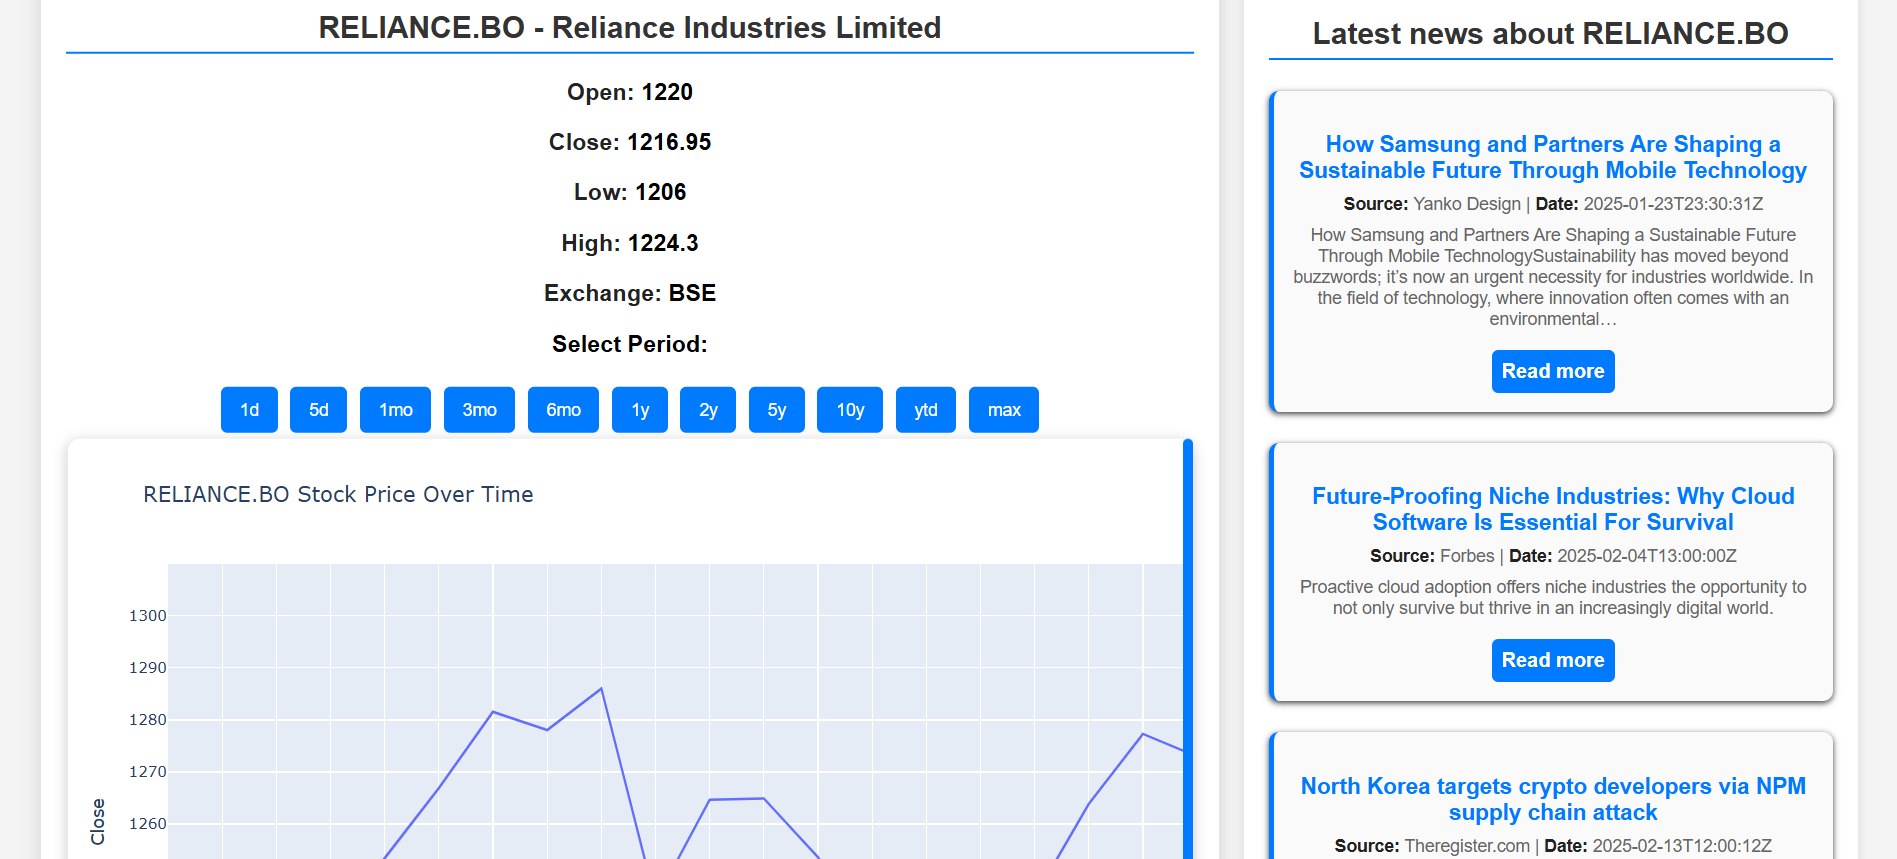 RELIANCE.BO - Reliance Industries Limited
Open: 1220
Close: 1216.95
Low: 1206
High: 1224.3
Exchange: BSE
Select Period:
1d 5d 1mo 3mo 6mo 1y 2y 5y 10y ytd max
RELIANCE.BO Stock Price Over Time
1300
1290
1280
1270
1260
Close
Latest news about RELIANCE.BO
How Samsung and Partners Are Shaping a
Sustainable Future Through Mobile Technology
Source: Yanko Design | Date: 2025-01-23T23:30:31Z
How Samsung and Partners Are Shaping a Sustainable Future
Through Mobile TechnologySustainability has moved beyond
buzzwords; it’s now an urgent necessity for industries worldwide. In
the field of technology, where innovation often comes with an
environmental…
Read more
Future-Proofing Niche Industries: Why Cloud
Software Is Essential For Survival
Source: Forbes | Date: 2025-02-04T13:00:00Z
Proactive cloud adoption offers niche industries the opportunity to
not only survive but thrive in an increasingly digital world.
Read more
North Korea targets crypto developers via NPM
supply chain attack
Source: Theregister.com | Date: 2025-02-13T12:00:12Z